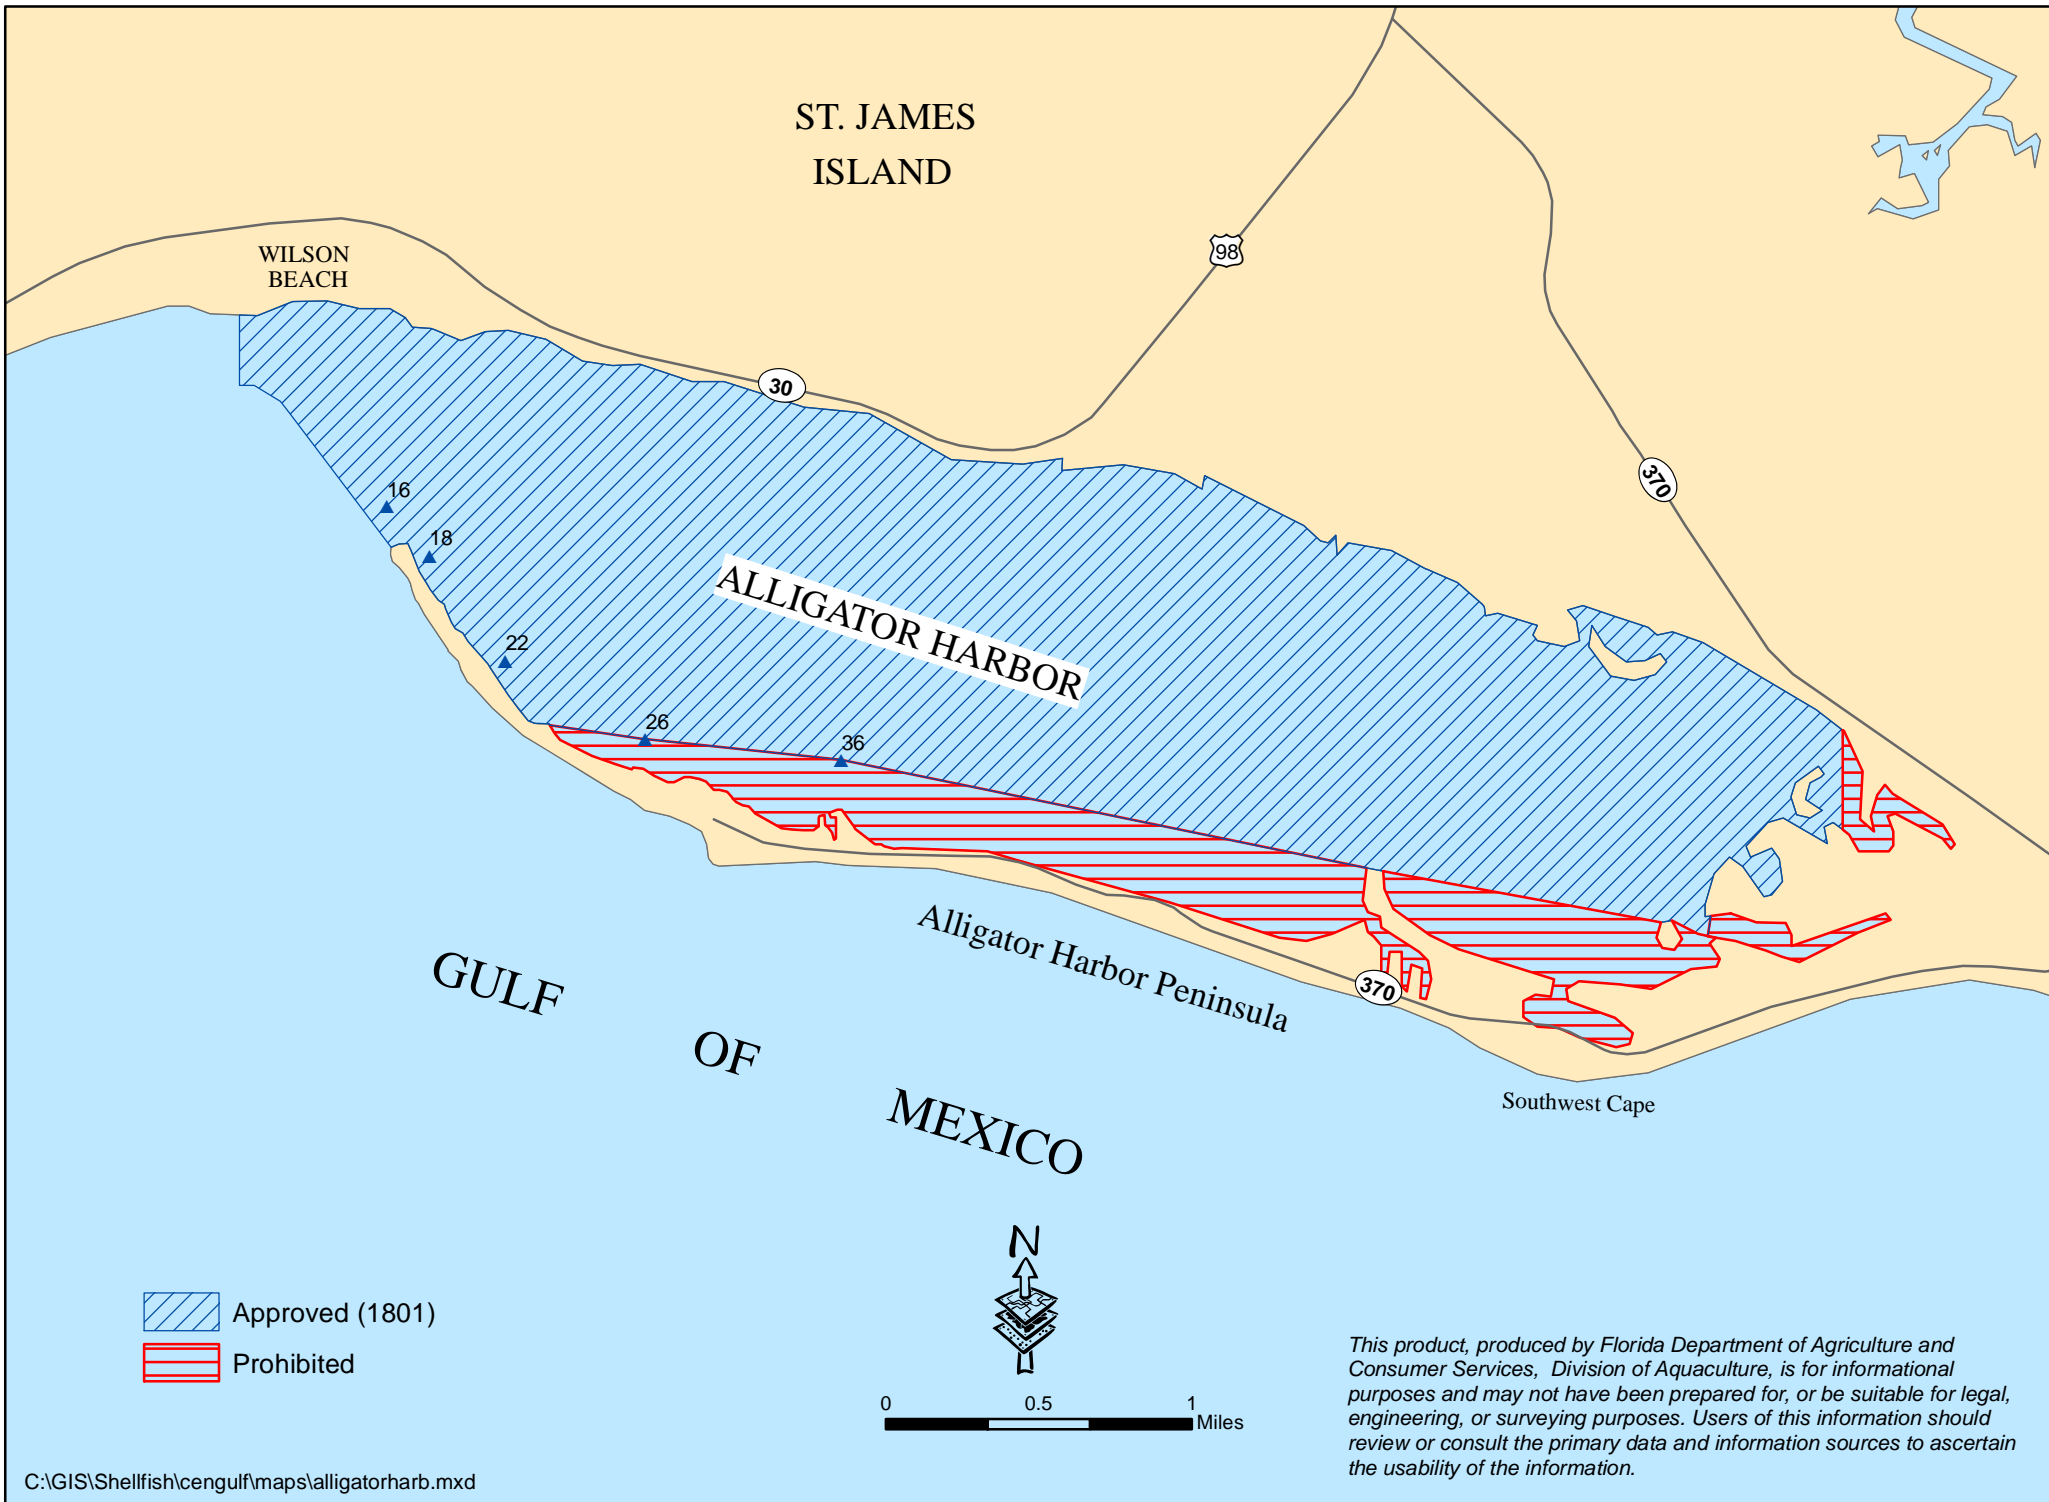 ST. JAMES
ISLAND
WILSON
BEACH
98
30
370
16
18
ALLIGATOR HARBOR
22
26
36
Alligator Harbor Peninsula
370
GULF
OF
MEXICO
Southwest Cape
N
Approved (1801)
Prohibited
0 0.5 1
Miles
This product, produced by Florida Department of Agriculture and
Consumer Services, Division of Aquaculture, is for informational
purposes and may not have been prepared for, or be suitable for legal,
engineering, or surveying purposes. Users of this information should
review or consult the primary data and information sources to ascertain
the usability of the information.
C:\GIS\Shellfish\cengulf\maps\alligatorharb.mxd